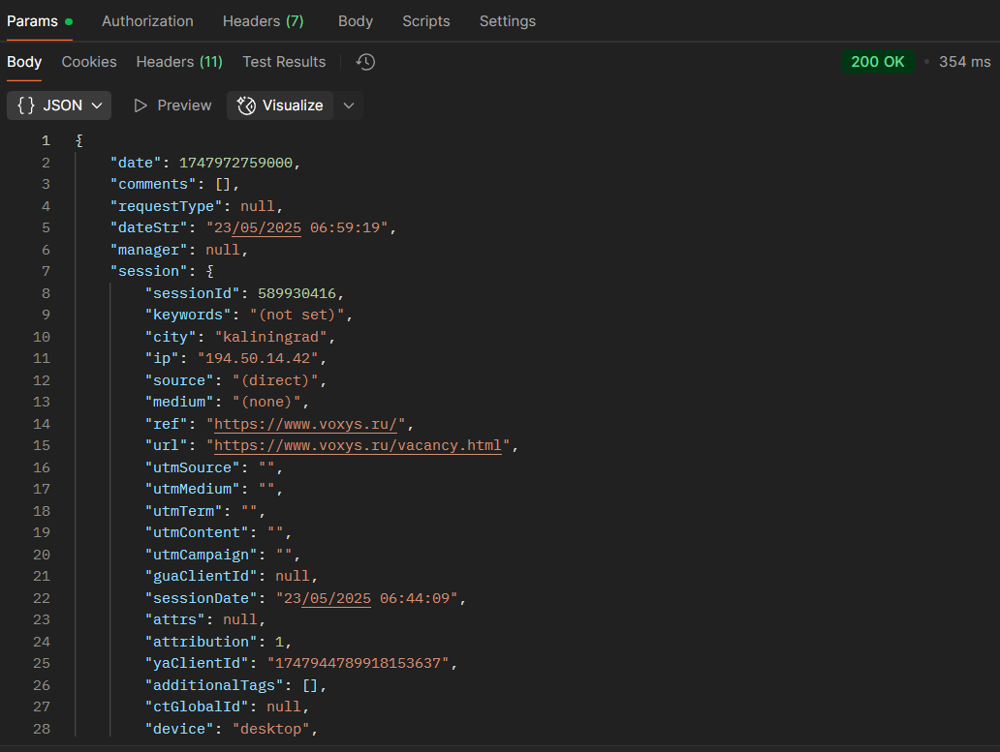 Params Authorization Headers (7) Body Scripts Settings
Body Cookies Headers (11) Test Results 200 OK • 354 ms
{} JSON Preview Visualize
1 {
2 "date": 1747972759000,
3 "comments": [],
4 "requestType": null,
5 "dateStr": "23/05/2025 06:59:19",
6 "manager": null,
7 "session": {
8 "sessionId": 589930416,
9 "keywords": "(not set)",
10 "city": "kaliningrad",
11 "ip": "194.50.14.42",
12 "source": "(direct)",
13 "medium": "(none)",
14 "ref": "https://www.voxys.ru/",
15 "url": "https://www.voxys.ru/vacancy.html",
16 "utmSource": "",
17 "utmMedium": "",
18 "utmTerm": "",
19 "utmContent": "",
20 "utmCampaign": "",
21 "guaClientId": null,
22 "sessionDate": "23/05/2025 06:44:09",
23 "attrs": null,
24 "attribution": 1,
25 "yaClientId": "1747944789918153637",
26 "additionalTags": [],
27 "ctGlobalId": null,
28 "device": "desktop",